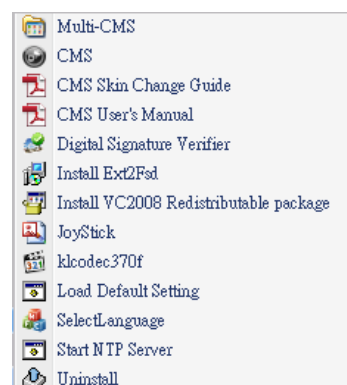 Multi-CMS
CMS
CMS Skin Change Guide
CMS User's Manual
Digital Signature Verifier
Install Ext2Fsd
Install VC2008 Redistributable package
JoyStick
klcodec370f
Load Default Setting
SelectLanguage
Start NTP Server
Uninstall